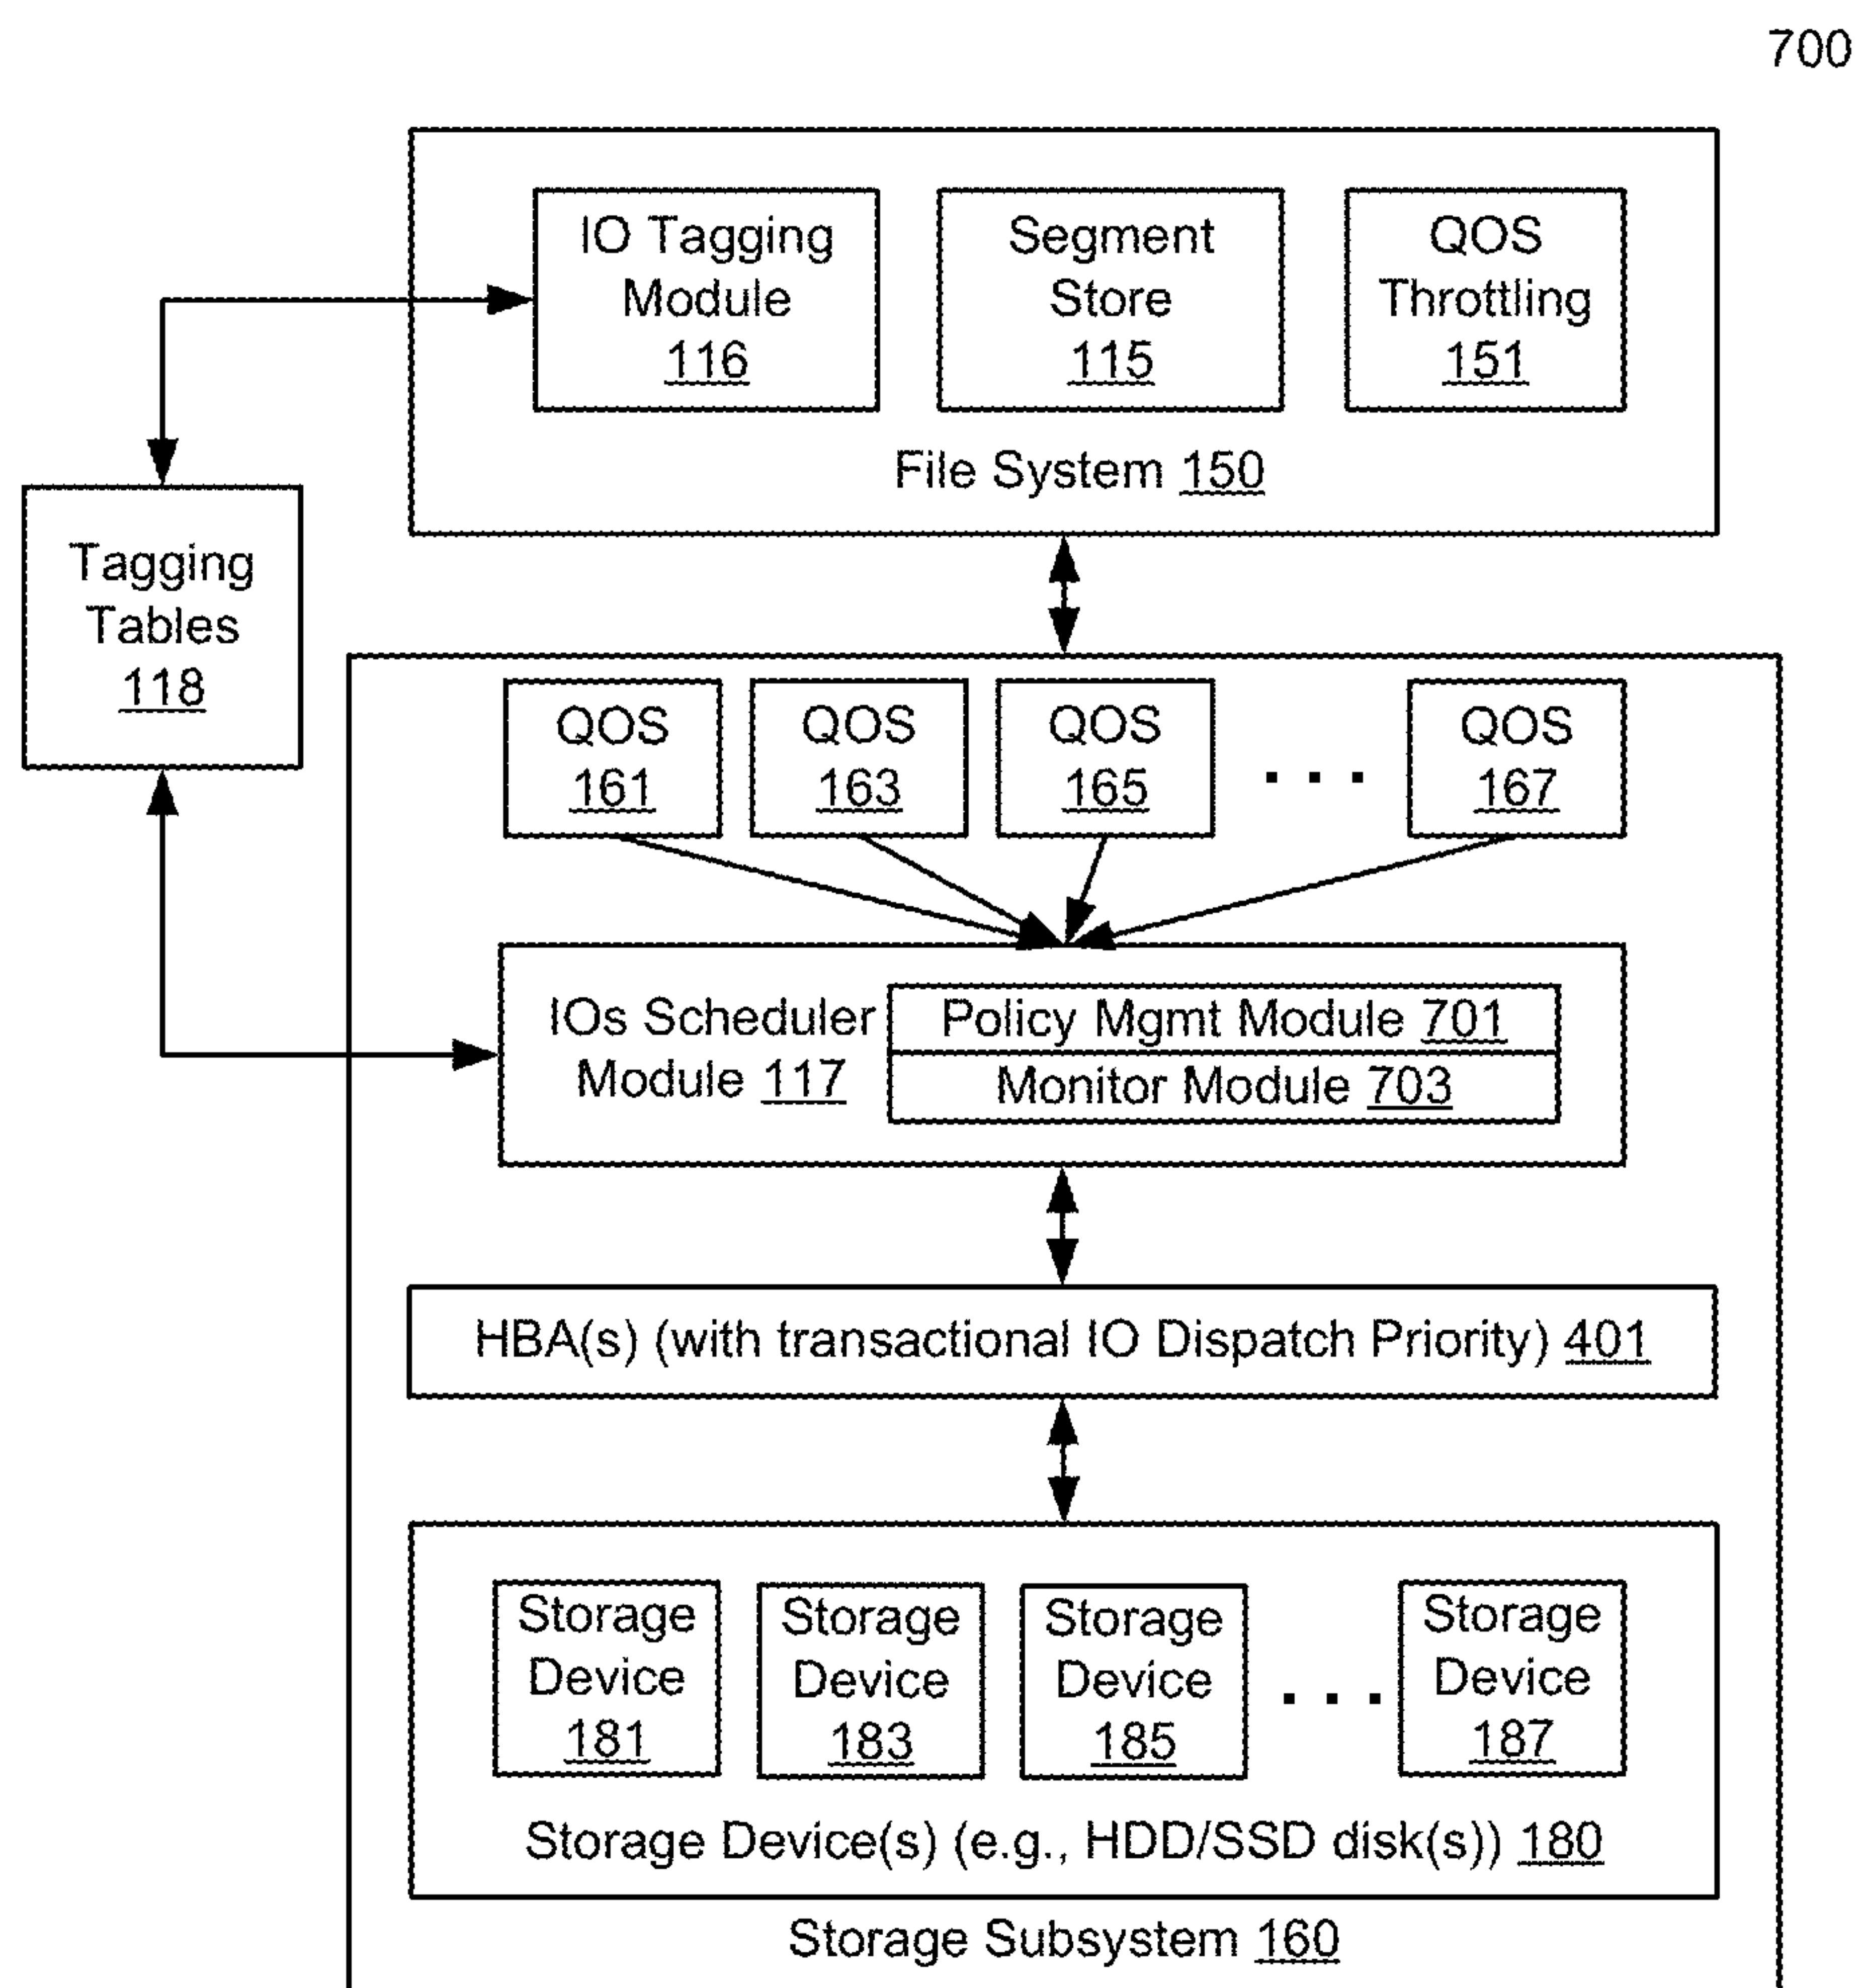 700
IO Tagging
Module
116
Segment
Store
115
QOS
Throttling
151
File System 150
Tagging
Tables
118
QOS
161
QOS
163
QOS
165
. . .
QOS
167
IOs Scheduler
Module 117
Policy Mgmt Module 701
Monitor Module 703
HBA(s) (with transactional IO Dispatch Priority) 401
Storage
Device
181
Storage
Device
183
Storage
Device
185
. . .
Storage
Device
187
Storage Device(s) (e.g., HDD/SSD disk(s)) 180
Storage Subsystem 160